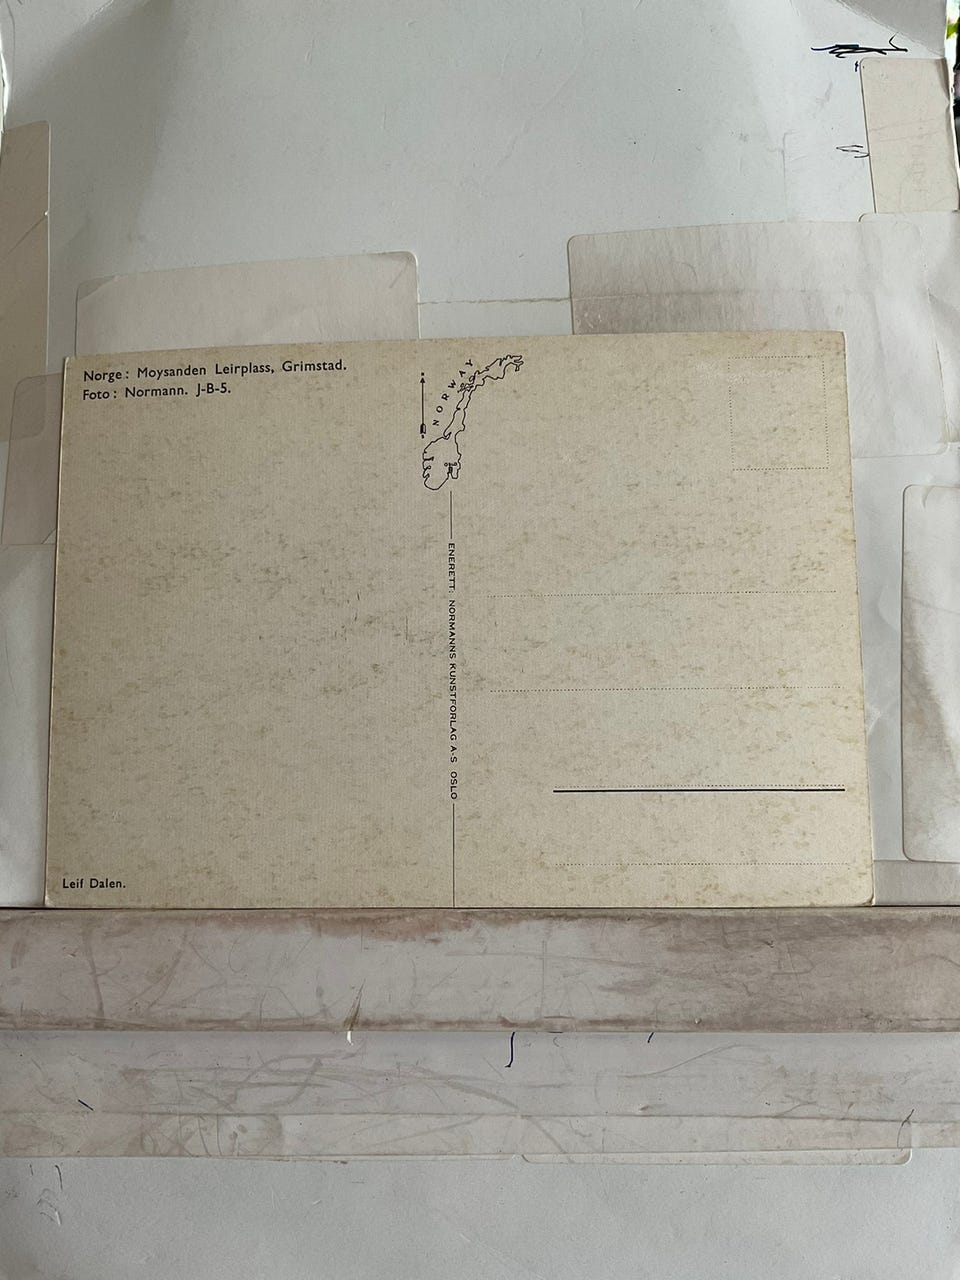 Norge: Moysanden Leirplass, Grimstad.
Foto: Normann. J-B-5.
NORWAY
ENERETT: NORMANNS KUNSTFORLAG A-S OSLO
Leif Dalen.